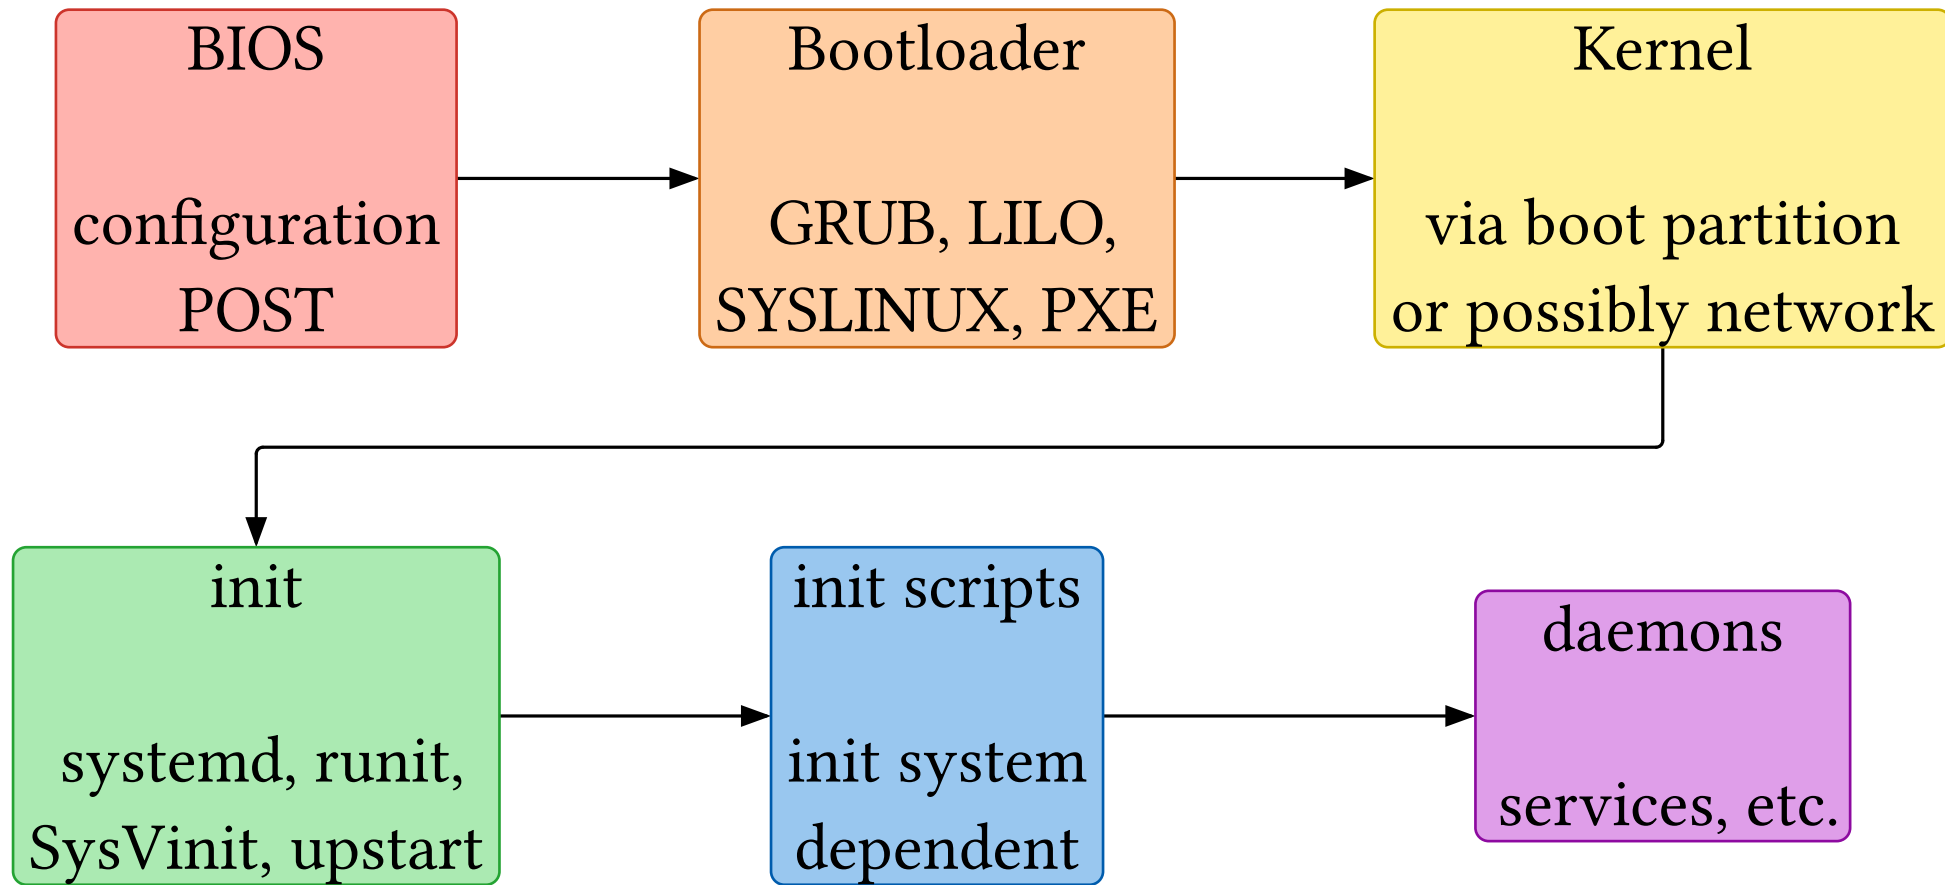 BIOS
configuration
POST
Bootloader
GRUB, LILO,
SYSLINUX, PXE
Kernel
via boot partition
or possibly network
init
systemd, runit,
SysVinit, upstart
init scripts
init system
dependent
daemons
services, etc.